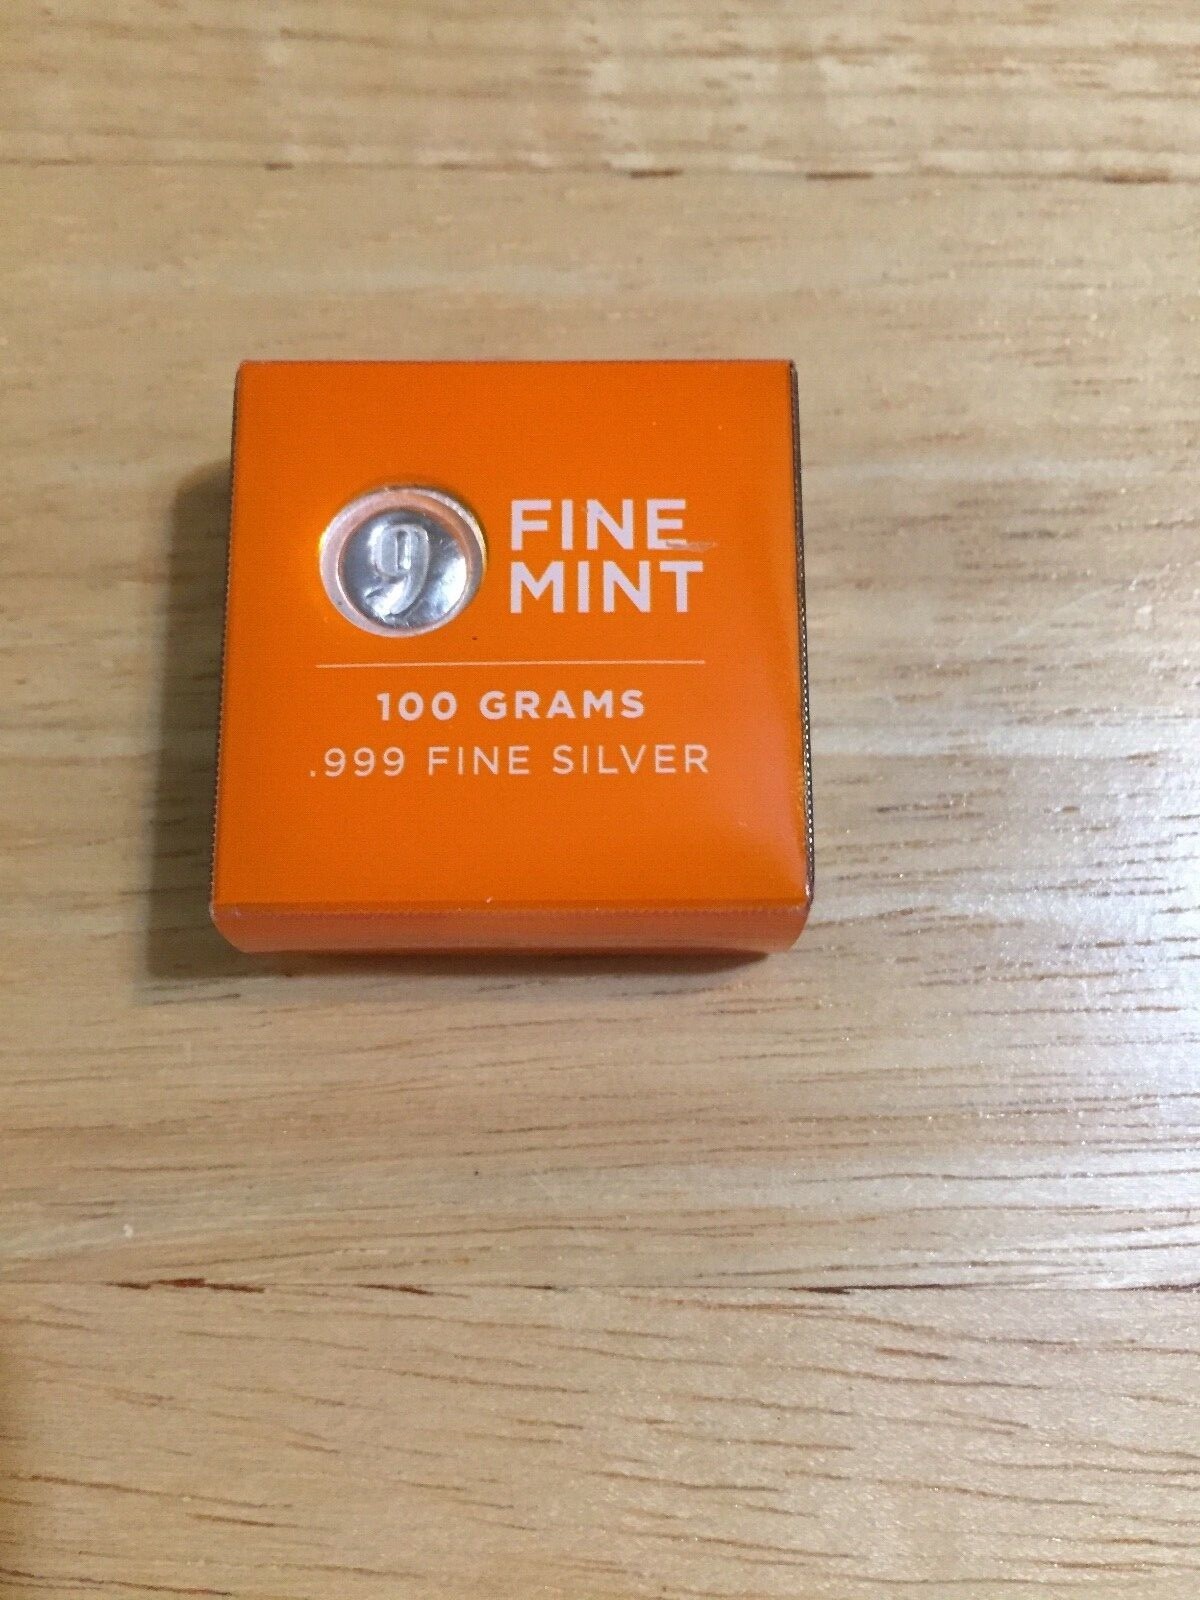 9 FINE
MINT
100 GRAMS
.999 FINE SILVER